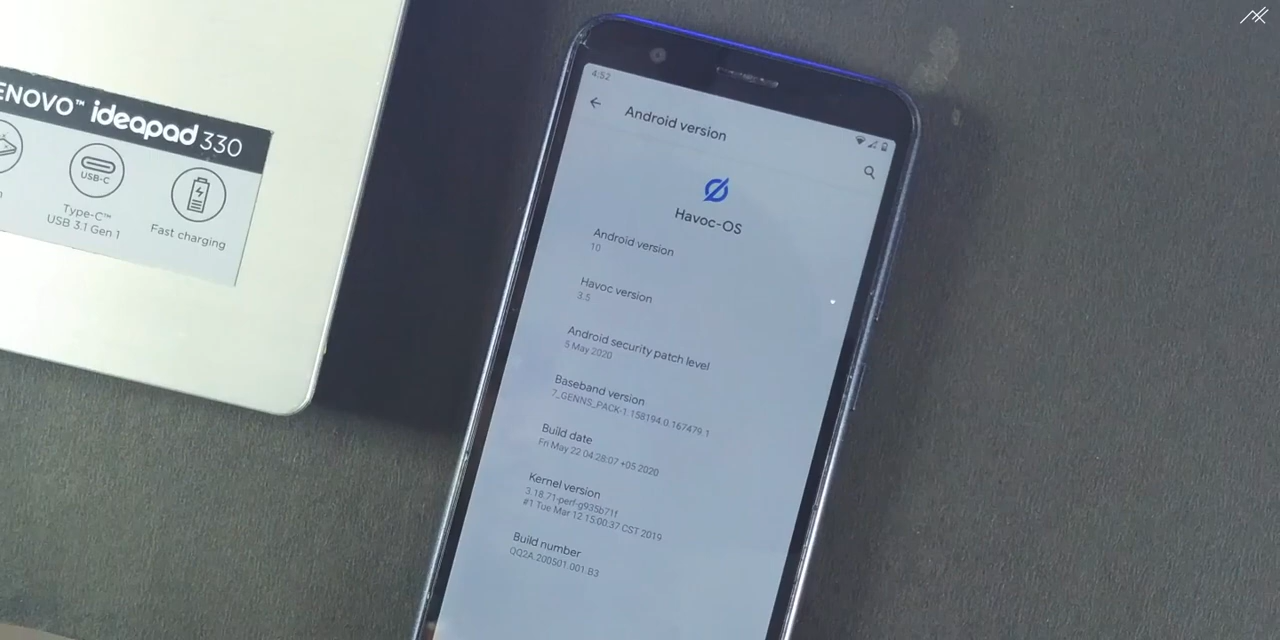 ENOVO™ ideapad 330
USB-C
Type-C™
USB 3.1 Gen 1
Fast charging
4:52
Android version
Havoc-OS
Android version
10
Havoc version
3.5
Android security patch level
5 May 2020
Baseband version
7_GENNS_PACK-1.158194.0.167479.1
Build date
Fri May 22 04:28:07 +05 2020
Kernel version
3.18.71-perf-g935b71f
#1 Tue Mar 12 15:00:37 CST 2019
Build number
QQ2A.200501.001.B3